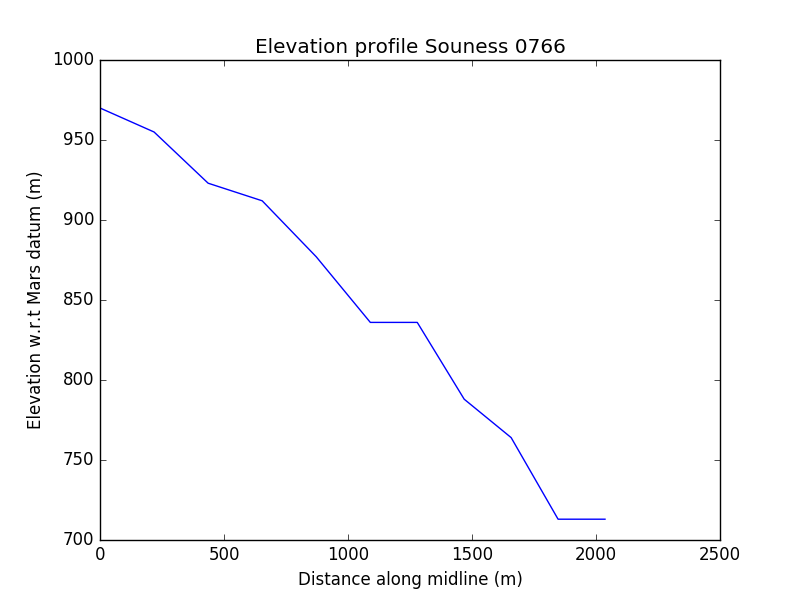 Elevation profile Souness 0766
1000
950
900
850
800
750
700
Elevation w.r.t Mars datum (m)
0 500 1000 1500 2000 2500
Distance along midline (m)